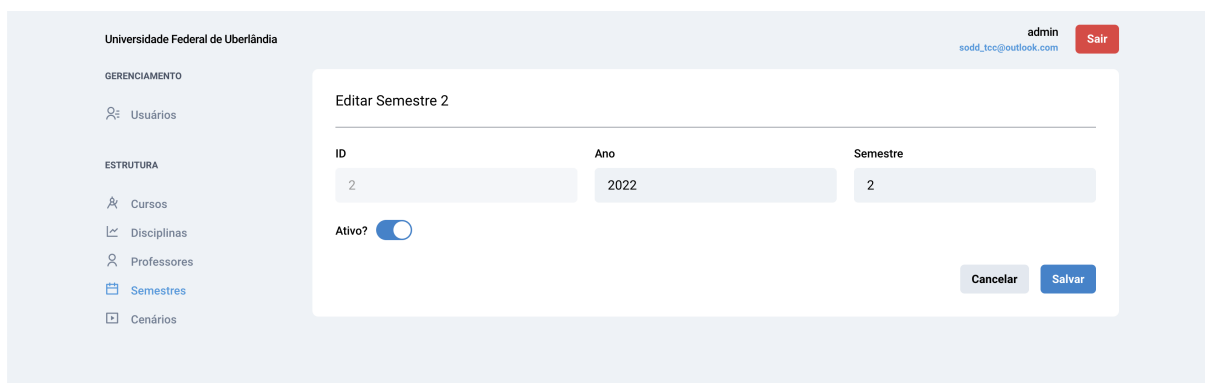 Universidade Federal de Uberlândia
admin
sodd_tcc@outlook.com
Sair
GERENCIAMENTO
Usuários
ESTRUTURA
Cursos
Disciplinas
Professores
Semestres
Cenários
Editar Semestre 2
ID Ano Semestre
2 2022 2
Ativo?
Cancelar Salvar